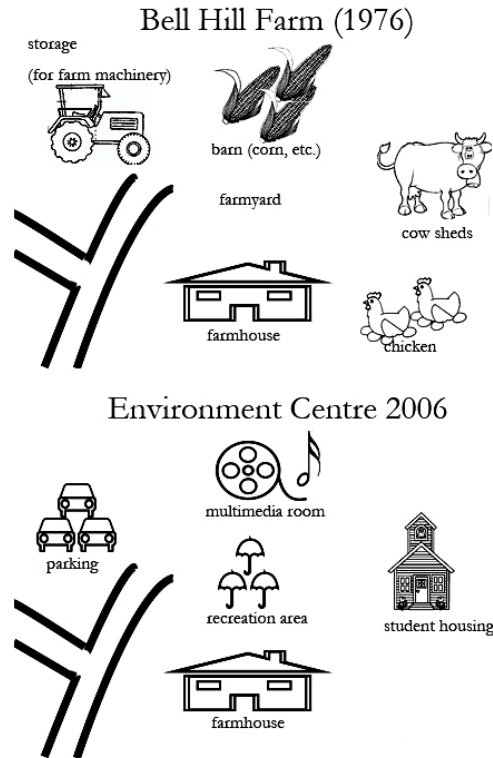 Bell Hill Farm (1976)
storage
(for farm machinery)
barn (corn, etc.)
farmyard
cow sheds
farmhouse
chicken
Environment Centre 2006
multimedia room
parking
recreation area
student housing
farmhouse